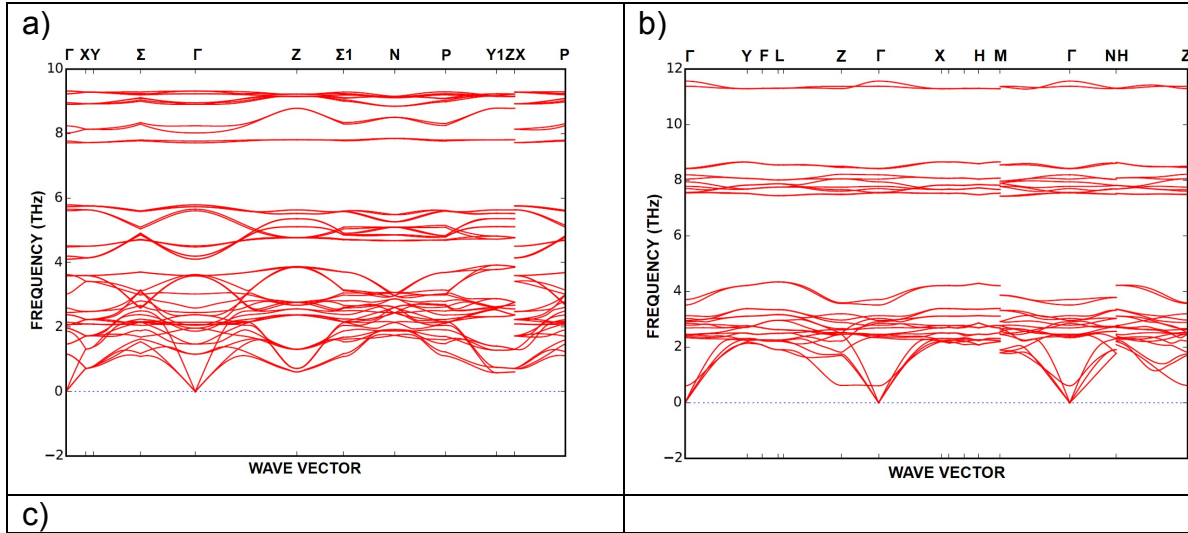 a)
Γ XY Σ Γ Z Σ1 N P Y1ZX P
10
8
6
4
2
0
−2
FREQUENCY (THz)
WAVE VECTOR
b)
Γ Y F L Z Γ X H M Γ NH Z
12
10
8
6
4
2
0
−2
FREQUENCY (THz)
WAVE VECTOR
c)